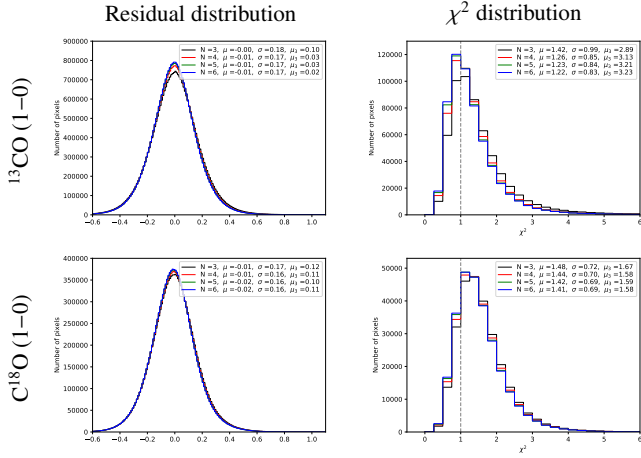 Residual distribution
χ² distribution
¹³CO (1–0)
900000
800000
700000
600000
500000
400000
300000
200000
100000
0
Number of pixels
N =3, μ =-0.00, σ =0.18, μ₃ =0.10
N =4, μ =-0.01, σ =0.17, μ₃ =0.03
N =5, μ =-0.01, σ =0.17, μ₃ =0.03
N =6, μ =-0.01, σ =0.17, μ₃ =0.02
−0.6 −0.4 −0.2 0.0 0.2 0.4 0.6 0.8 1.0
120000
100000
80000
60000
40000
20000
0
Number of pixels
N =3, μ =1.42, σ =0.99, μ₃ =2.89
N =4, μ =1.26, σ =0.85, μ₃ =3.13
N =5, μ =1.23, σ =0.84, μ₃ =3.21
N =6, μ =1.22, σ =0.83, μ₃ =3.23
0 1 2 3 4 5 6
χ²
C¹⁸O (1–0)
400000
350000
300000
250000
200000
150000
100000
50000
0
Number of pixels
N =3, μ =-0.01, σ =0.17, μ₃ =0.12
N =4, μ =-0.01, σ =0.16, μ₃ =0.11
N =5, μ =-0.02, σ =0.16, μ₃ =0.10
N =6, μ =-0.02, σ =0.16, μ₃ =0.11
−0.6 −0.4 −0.2 0.0 0.2 0.4 0.6 0.8 1.0
50000
40000
30000
20000
10000
0
Number of pixels
N =3, μ =1.48, σ =0.72, μ₃ =1.67
N =4, μ =1.44, σ =0.70, μ₃ =1.58
N =5, μ =1.42, σ =0.69, μ₃ =1.59
N =6, μ =1.41, σ =0.69, μ₃ =1.58
0 1 2 3 4 5 6
χ²